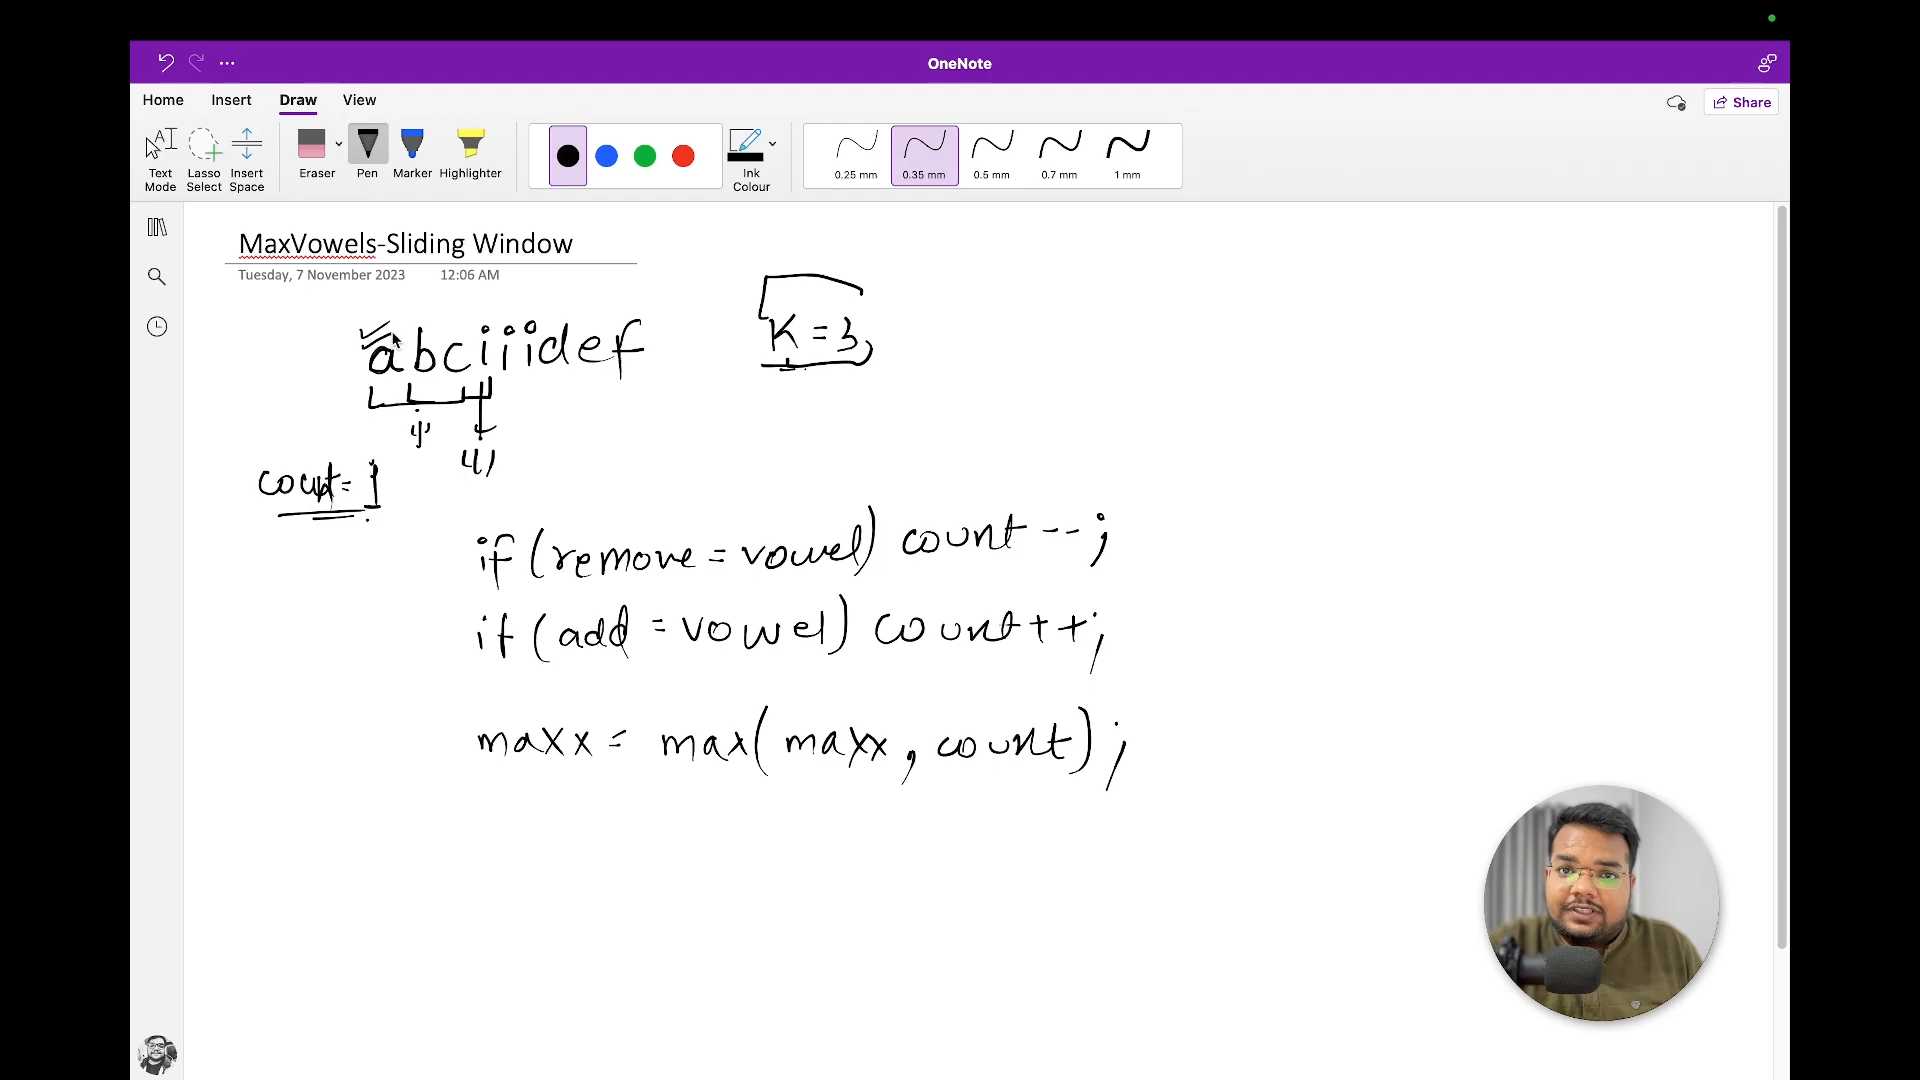 OneNote
Home Insert Draw View
Share
Text Mode
Lasso Select
Insert Space
Eraser
Pen
Marker
Highlighter
Ink Colour
0.25 mm
0.35 mm
0.5 mm
0.7 mm
1 mm
MaxVowels-Sliding Window
Tuesday, 7 November 2023 12:06 AM
abciiidef
K = 3
count = 1
if (remove = vowel) count --;
if (add = vowel) count ++;
maxx = max(maxx, count);